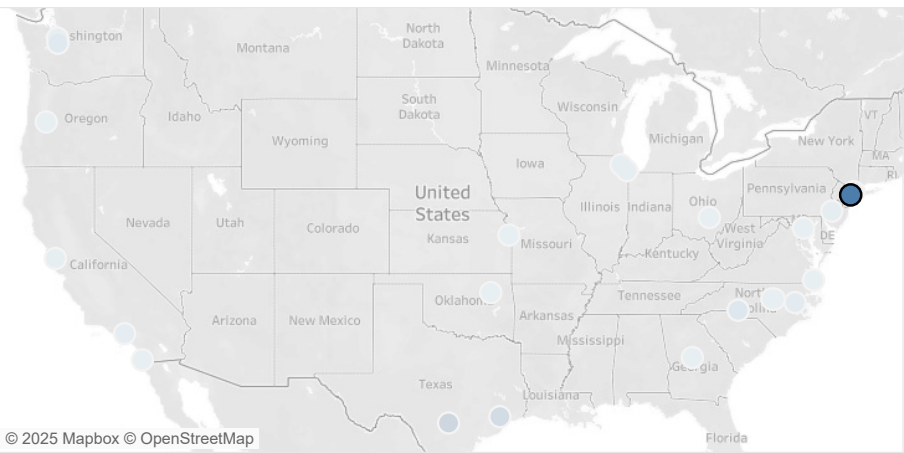 North
Dakota
shington
Montana
Minnesota
South
Dakota
VT
Wisconsin
Oregon
Idaho
Michigan
New York
Wyoming
MA
Iowa
RI
United
States
Pennsylvania
Ohio
Nevada
Utah
Colorado
Illinois
Indiana
Kansas
Missouri
West
Virginia
DE
Kentucky
California
Tennessee
Oklahom
Arkansas
Arizona
New Mexico
Mississippi
Georgia
Texas
Louisiana
Florida
© 2025 Mapbox © OpenStreetMap